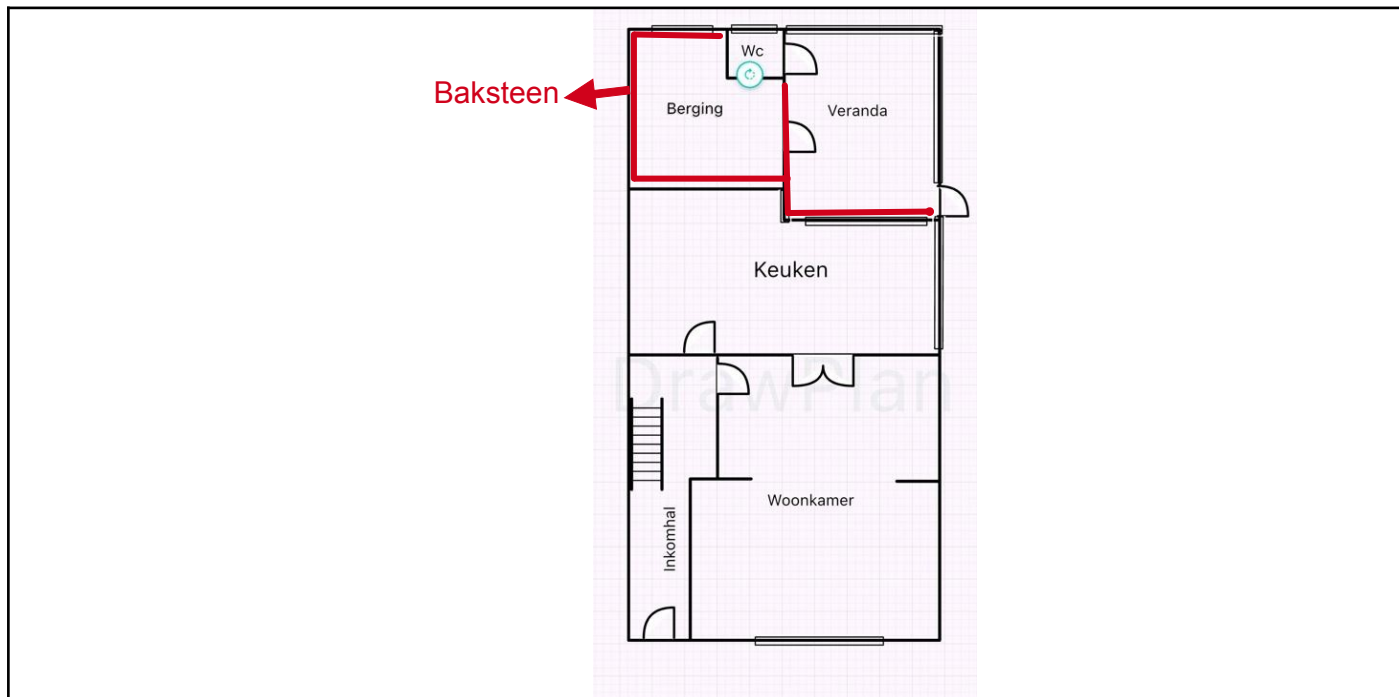 Wc
Baksteen
Berging
Veranda
Keuken
DrawPlan
Woonkamer
Inkomhal